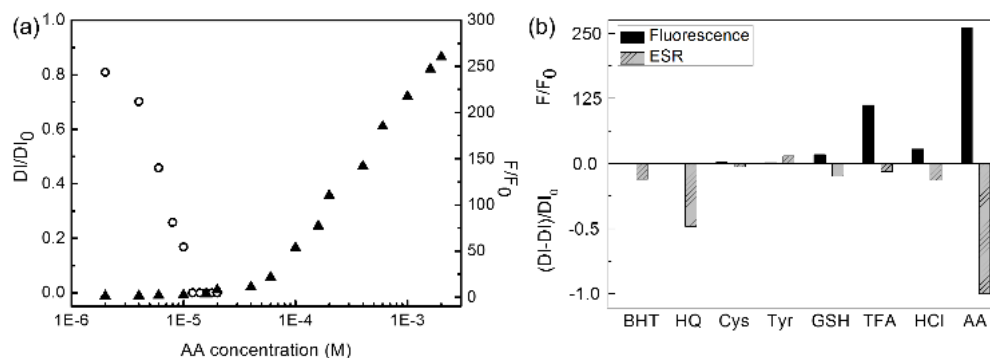 (a)
1.0
0.8
0.6
0.4
0.2
0.0
DI/DI0
300
250
200
150
100
50
0
F/F0
1E-6
1E-5
1E-4
1E-3
AA concentration (M)
(b)
Fluorescence
ESR
250
125
0.0
-0.5
-1.0
F/F0
(DI-DI)/DI0
BHT HQ Cys Tyr GSH TFA HCl AA